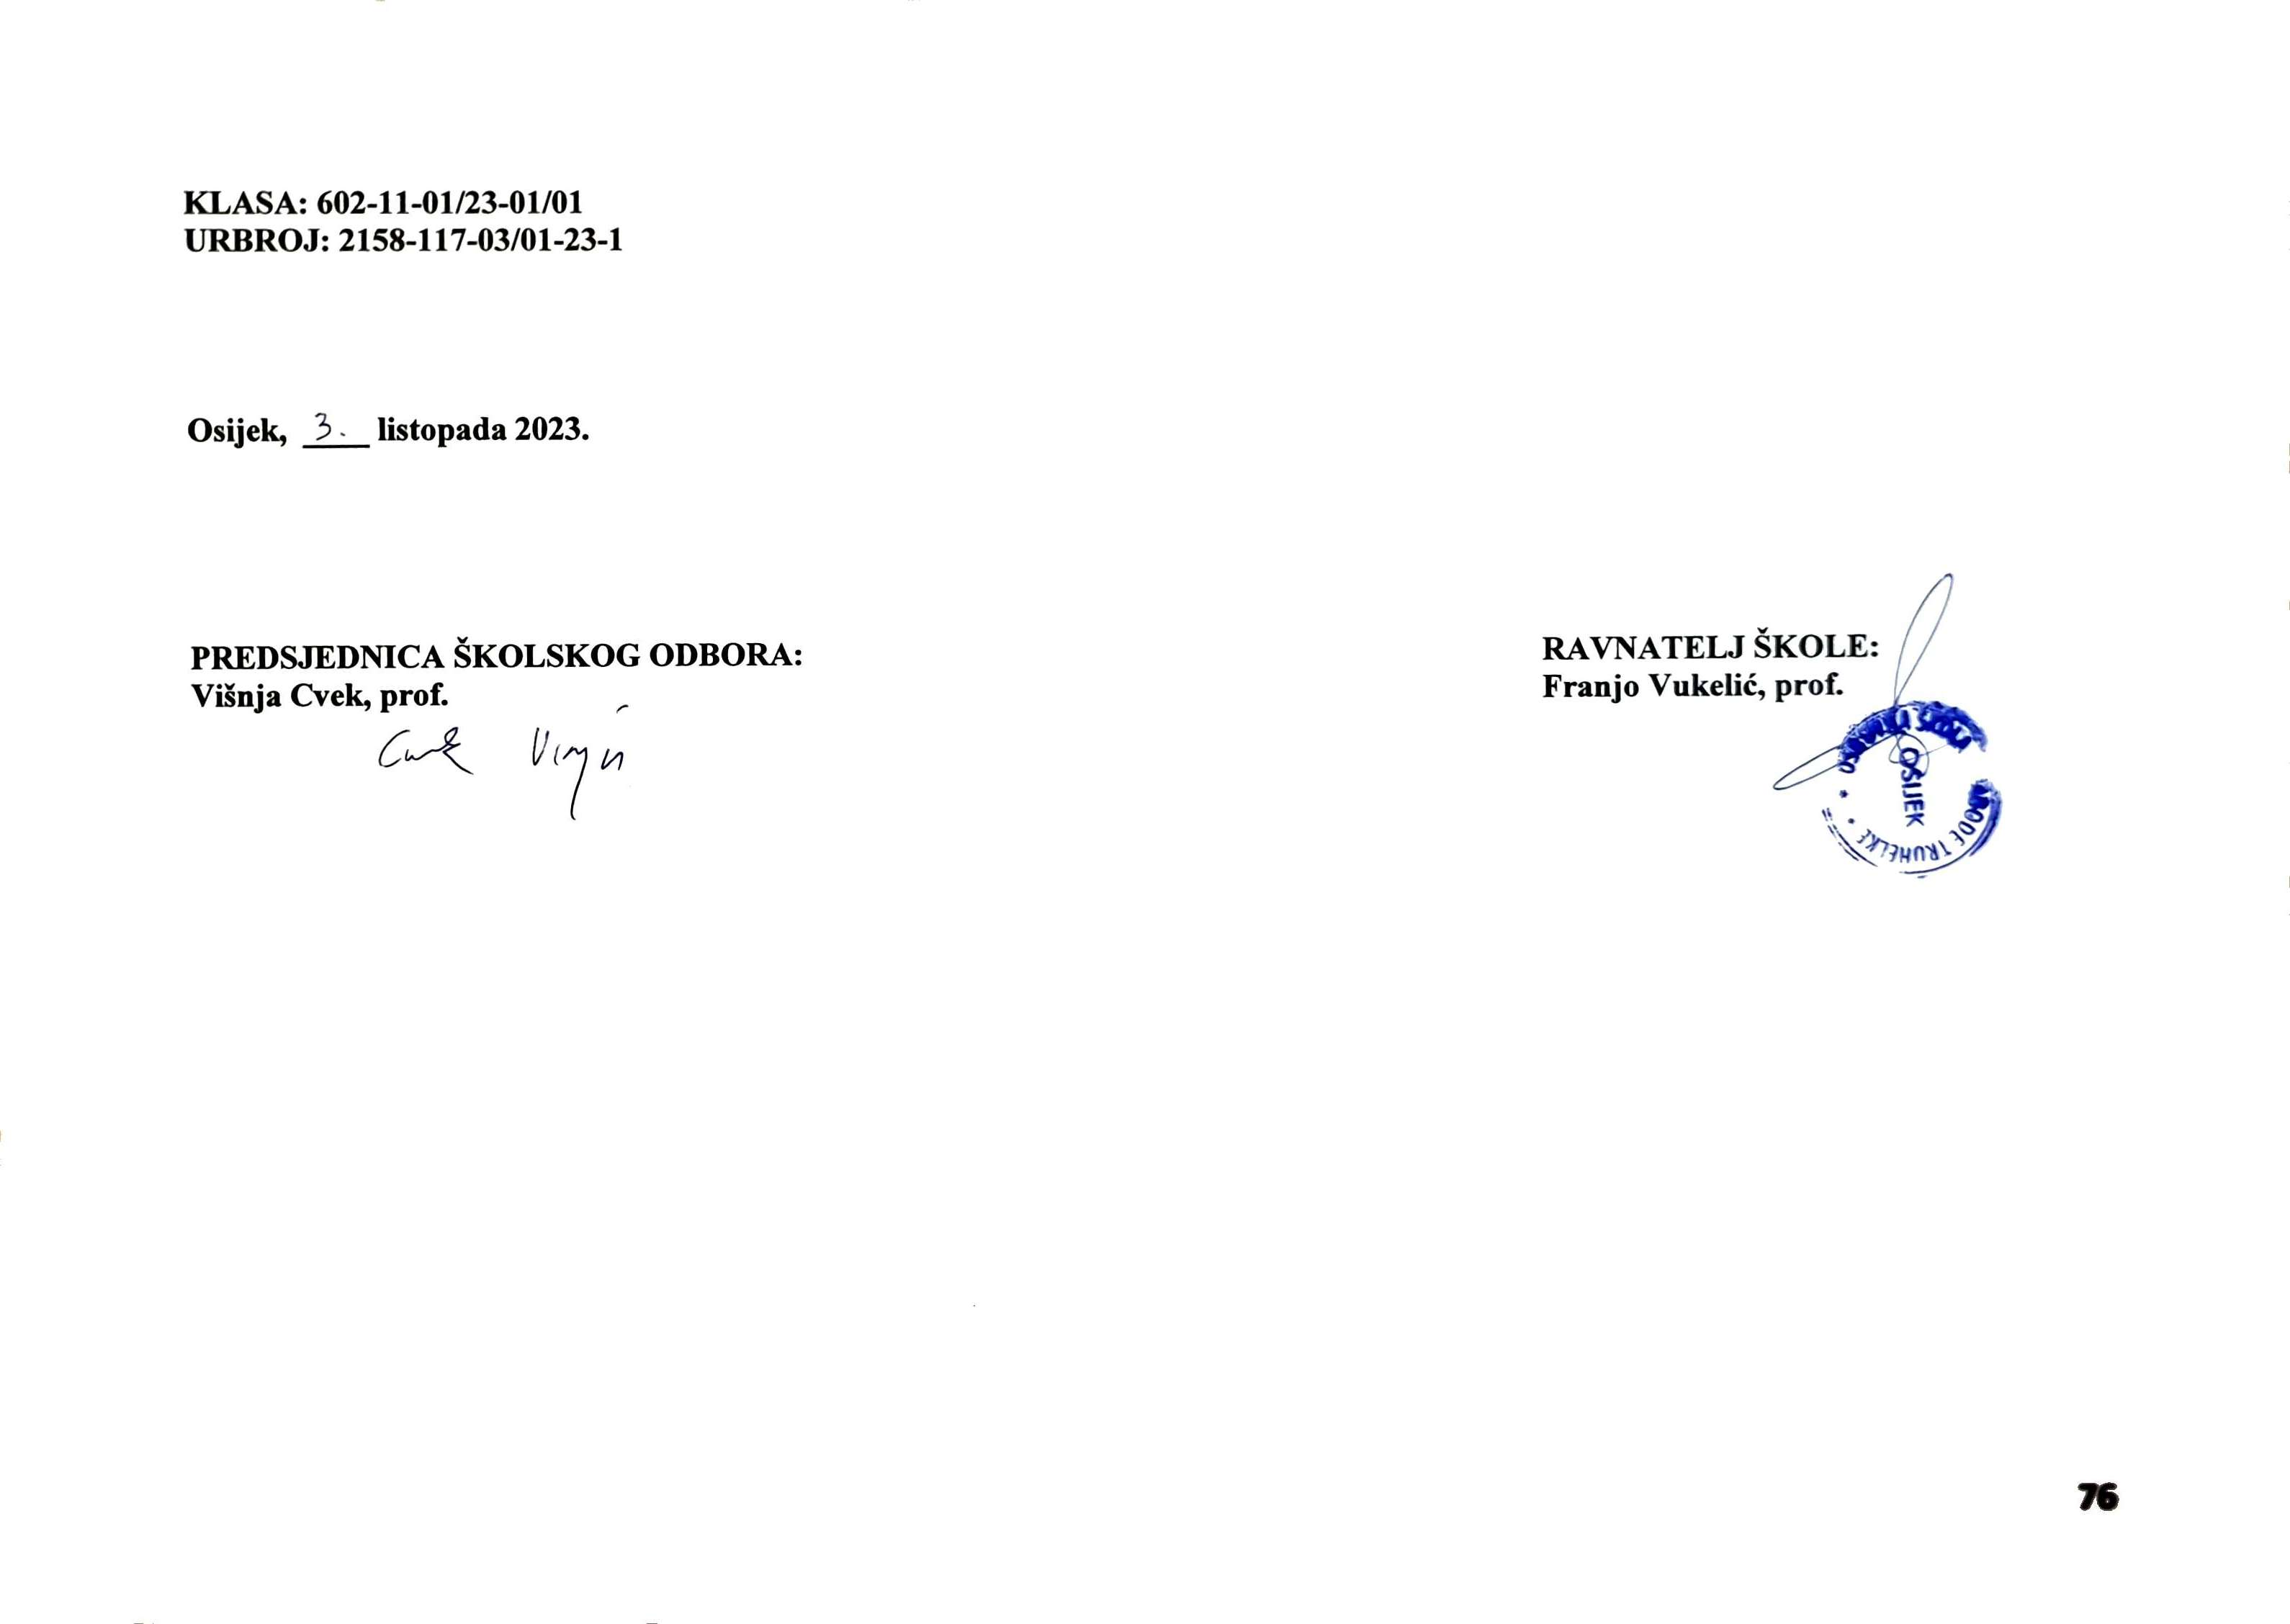 KLASA: 602-11-01/23-01/01
URBROJ: 2158-117-03/01-23-1
Osijek, 3. listopada 2023.
PREDSJEDNICA ŠKOLSKOG ODBORA:
Višnja Cvek, prof.
RAVNATELJ ŠKOLE:
Franjo Vukelić, prof.
OSIJEK
TRUHELKE
76